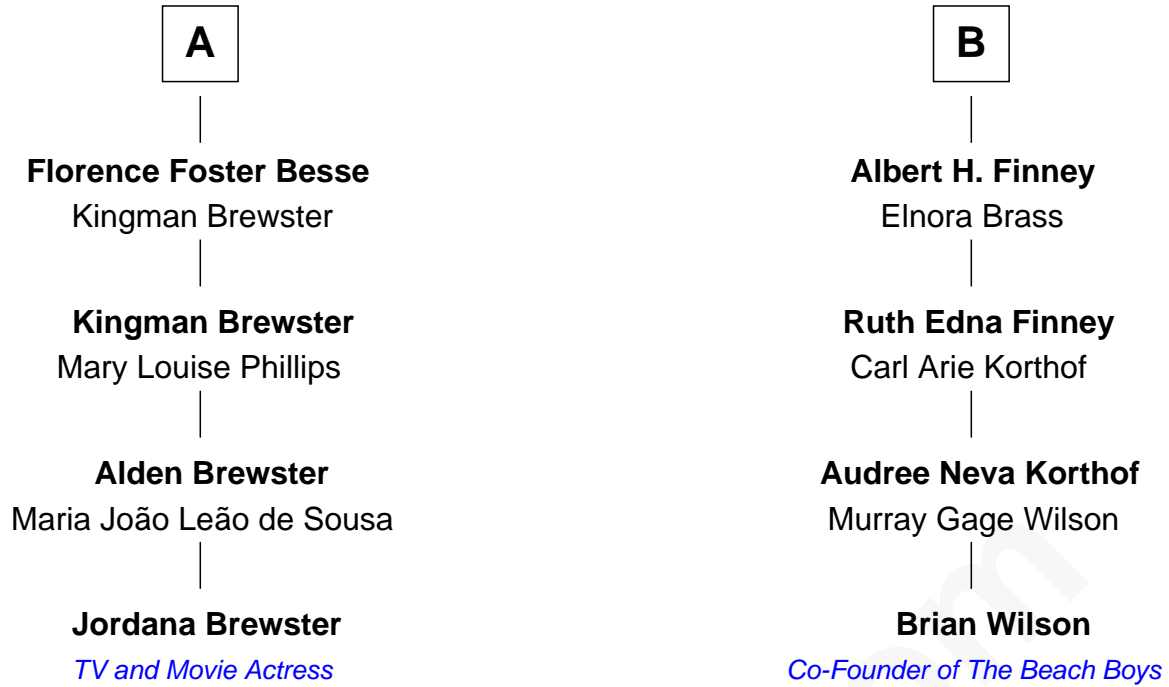 A
B
Florence Foster Besse
Kingman Brewster
Albert H. Finney
Elnora Brass
Kingman Brewster
Mary Louise Phillips
Ruth Edna Finney
Carl Arie Korthof
Alden Brewster
Maria João Leão de Sousa
Audree Neva Korthof
Murray Gage Wilson
Jordana Brewster
TV and Movie Actress
Brian Wilson
Co-Founder of The Beach Boys